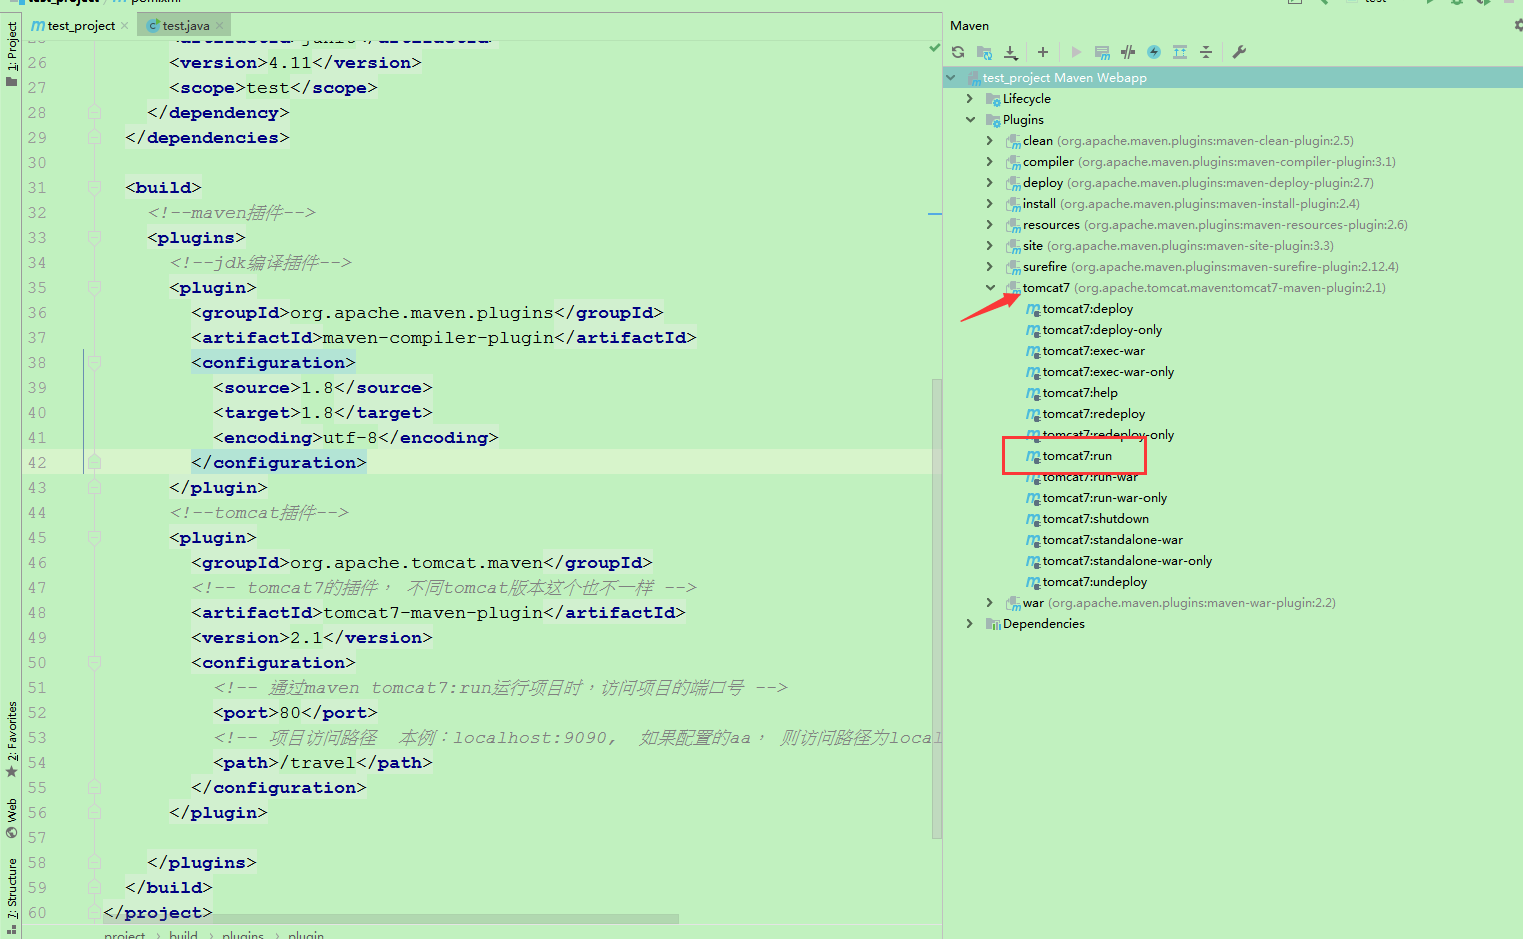 test_project
pom.xml
test
1: Project
test_project ×
test.java ×
26 <version>4.11</version>
27 <scope>test</scope>
28 </dependency>
29 </dependencies>
30
31 <build>
32 <!--maven插件-->
33 <plugins>
34 <!--jdk编译插件-->
35 <plugin>
36 <groupId>org.apache.maven.plugins</groupId>
37 <artifactId>maven-compiler-plugin</artifactId>
38 <configuration>
39 <source>1.8</source>
40 <target>1.8</target>
41 <encoding>utf-8</encoding>
42 </configuration>
43 </plugin>
44 <!--tomcat插件-->
45 <plugin>
46 <groupId>org.apache.tomcat.maven</groupId>
47 <!-- tomcat7的插件， 不同tomcat版本这个也不一样 -->
48 <artifactId>tomcat7-maven-plugin</artifactId>
49 <version>2.1</version>
50 <configuration>
51 <!-- 通过maven tomcat7:run运行项目时，访问项目的端口号 -->
52 <port>80</port>
53 <!-- 项目访问路径 本例：localhost:9090, 如果配置的aa， 则访问路径为local
54 <path>/travel</path>
55 </configuration>
56 </plugin>
57
58 </plugins>
59 </build>
60 </project>
project › build › plugins › plugin
2: Favorites
Web
7: Structure
Maven
test_project Maven Webapp
Lifecycle
Plugins
clean (org.apache.maven.plugins:maven-clean-plugin:2.5)
compiler (org.apache.maven.plugins:maven-compiler-plugin:3.1)
deploy (org.apache.maven.plugins:maven-deploy-plugin:2.7)
install (org.apache.maven.plugins:maven-install-plugin:2.4)
resources (org.apache.maven.plugins:maven-resources-plugin:2.6)
site (org.apache.maven.plugins:maven-site-plugin:3.3)
surefire (org.apache.maven.plugins:maven-surefire-plugin:2.12.4)
tomcat7 (org.apache.tomcat.maven:tomcat7-maven-plugin:2.1)
tomcat7:deploy
tomcat7:deploy-only
tomcat7:exec-war
tomcat7:exec-war-only
tomcat7:help
tomcat7:redeploy
tomcat7:redeploy-only
tomcat7:run
tomcat7:run-war
tomcat7:run-war-only
tomcat7:shutdown
tomcat7:standalone-war
tomcat7:standalone-war-only
tomcat7:undeploy
war (org.apache.maven.plugins:maven-war-plugin:2.2)
Dependencies